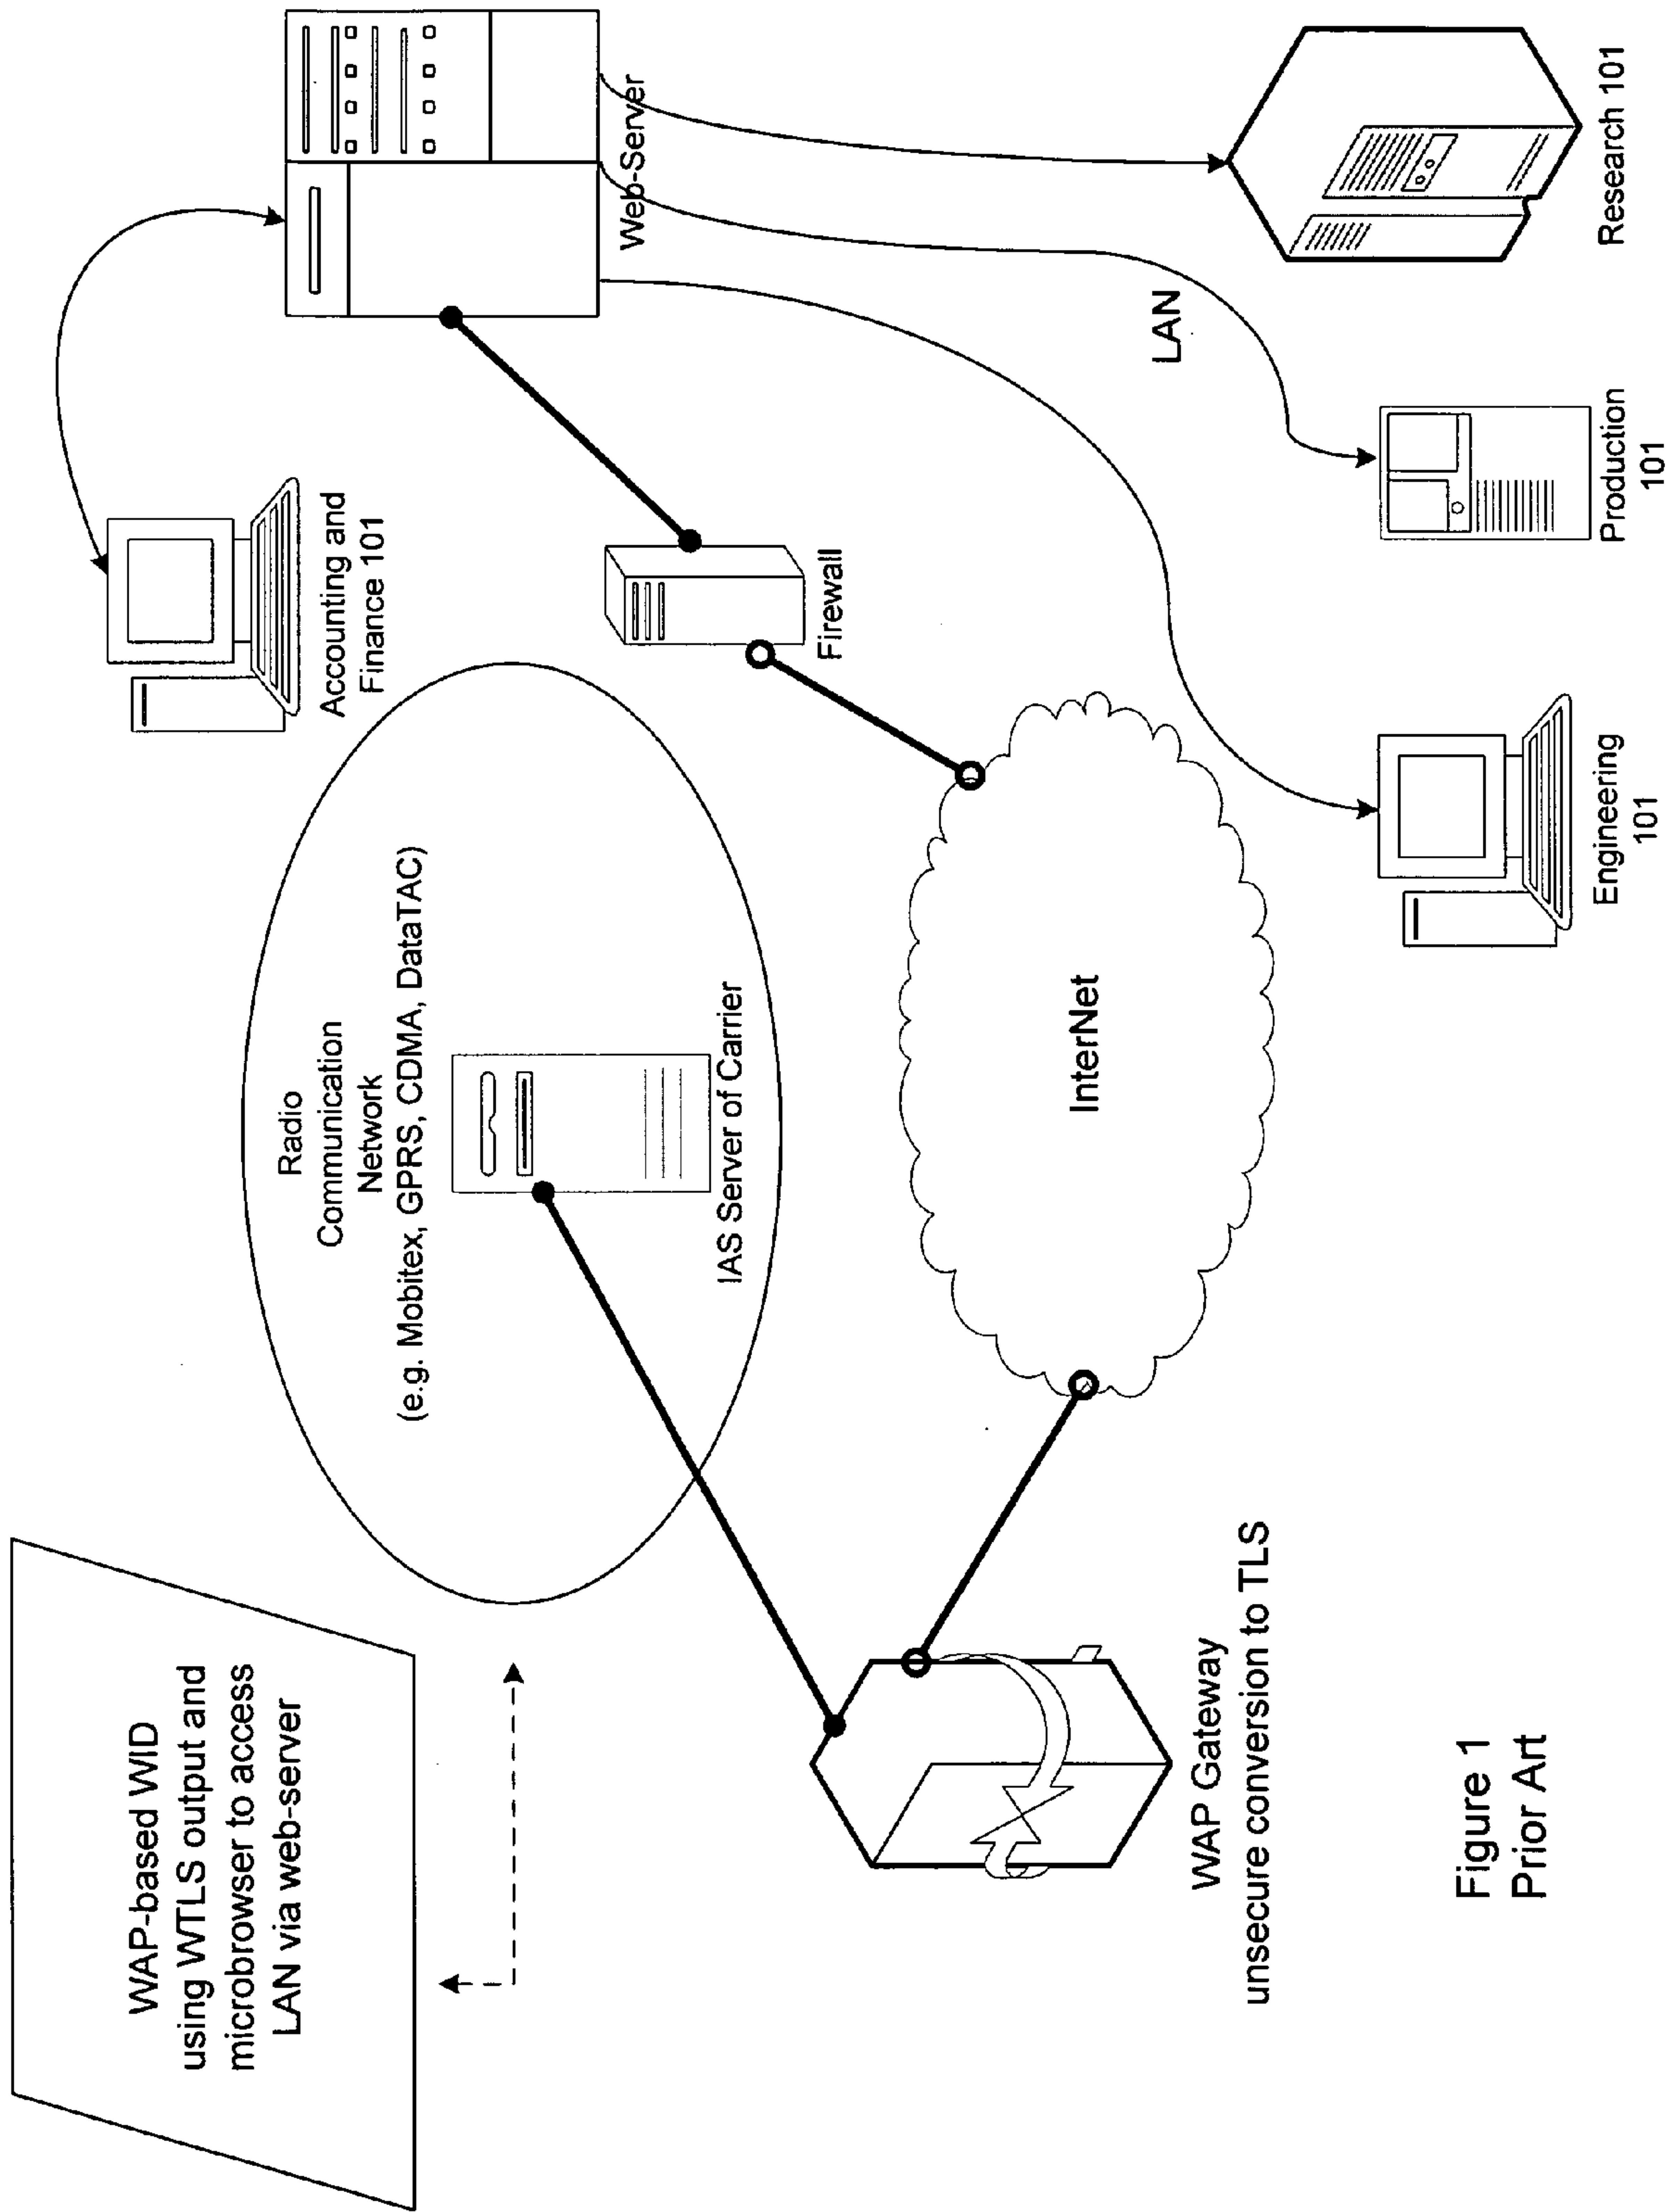 WAP-based WID
using WTLS output and
microbrowser to access
LAN via web-server
Radio
Communication
Network
(e.g. Mobitex, GPRS, CDMA, DataTAC)
IAS Server of Carrier
Accounting and
Finance 101
Web-Server
Firewall
InterNet
LAN
WAP Gateway
unsecure conversion to TLS
Engineering
101
Production
101
Research 101
Figure 1
Prior Art